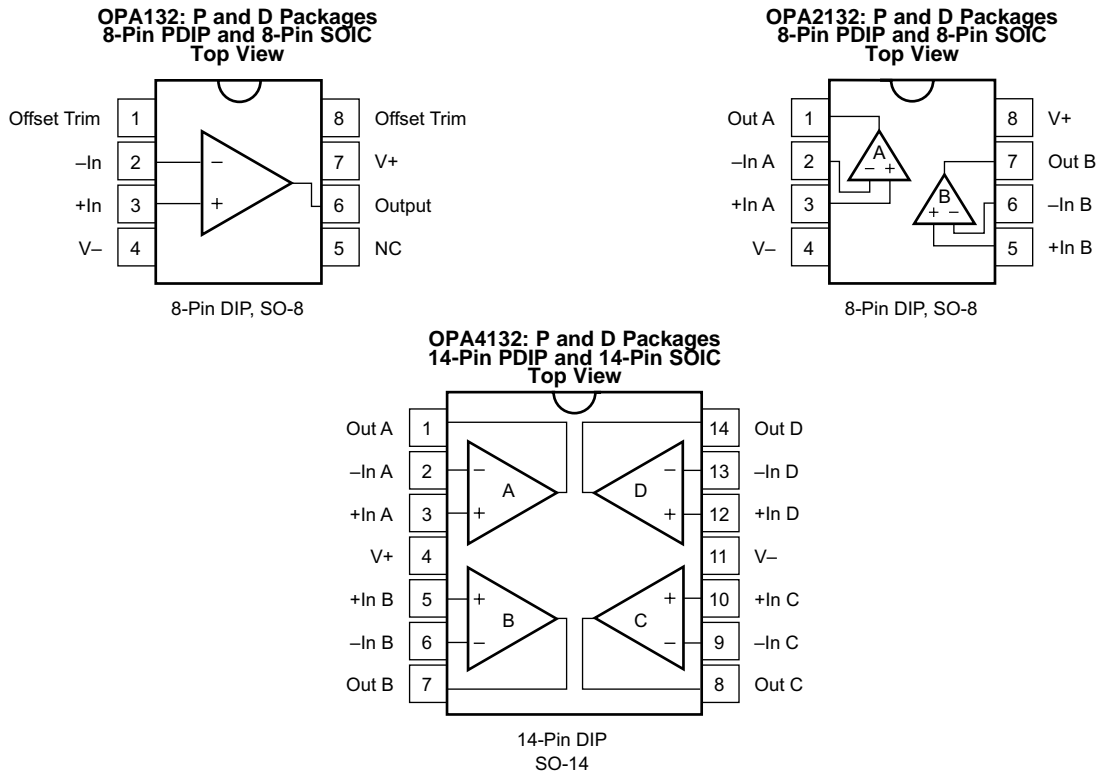 OPA132: P and D Packages
8-Pin PDIP and 8-Pin SOIC
Top View
Offset Trim 1 8 Offset Trim
–In 2 − 7 V+
+In 3 + 6 Output
V– 4 5 NC
8-Pin DIP, SO-8
OPA2132: P and D Packages
8-Pin PDIP and 8-Pin SOIC
Top View
Out A 1 8 V+
–In A 2 A − + 7 Out B
+In A 3 B + − 6 –In B
V– 4 5 +In B
8-Pin DIP, SO-8
OPA4132: P and D Packages
14-Pin PDIP and 14-Pin SOIC
Top View
Out A 1 14 Out D
–In A 2 − − 13 –In D
A D
+In A 3 + + 12 +In D
V+ 4 11 V–
+In B 5 + + 10 +In C
B C
–In B 6 − − 9 –In C
Out B 7 8 Out C
14-Pin DIP
SO-14